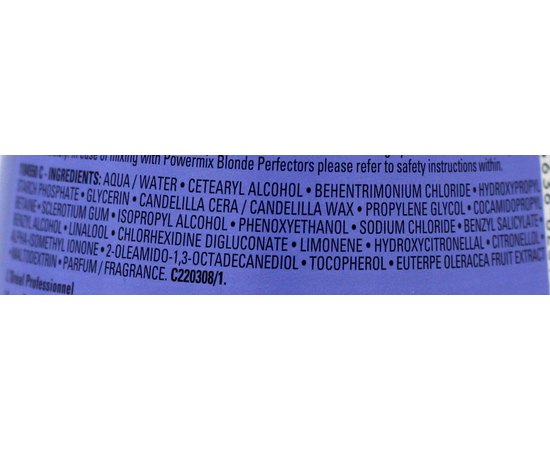 in case of mixing with Powermix Blonde Perfectors please refer to safety instructions within.
C - INGREDIENTS: AQUA / WATER • CETEARYL ALCOHOL • BEHENTRIMONIUM CHLORIDE • HYDROXYPROPYL
STARCH PHOSPHATE • GLYCERIN • CANDELILLA CERA / CANDELILLA WAX • PROPYLENE GLYCOL • COCAMIDOPROPYL
BETAINE • SCLEROTIUM GUM • ISOPROPYL ALCOHOL • PHENOXYETHANOL • SODIUM CHLORIDE • BENZYL SALICYLATE •
BENZYL ALCOHOL • LINALOOL • CHLORHEXIDINE DIGLUCONATE • LIMONENE • HYDROXYCITRONELLAL • CITRONELLOL •
ALPHA-ISOMETHYL IONONE • 2-OLEAMIDO-1,3-OCTADECANEDIOL • TOCOPHEROL • EUTERPE OLERACEA FRUIT EXTRACT
MALTODEXTRIN • PARFUM / FRAGRANCE. C220308/1.
L'Oréal Professionnel